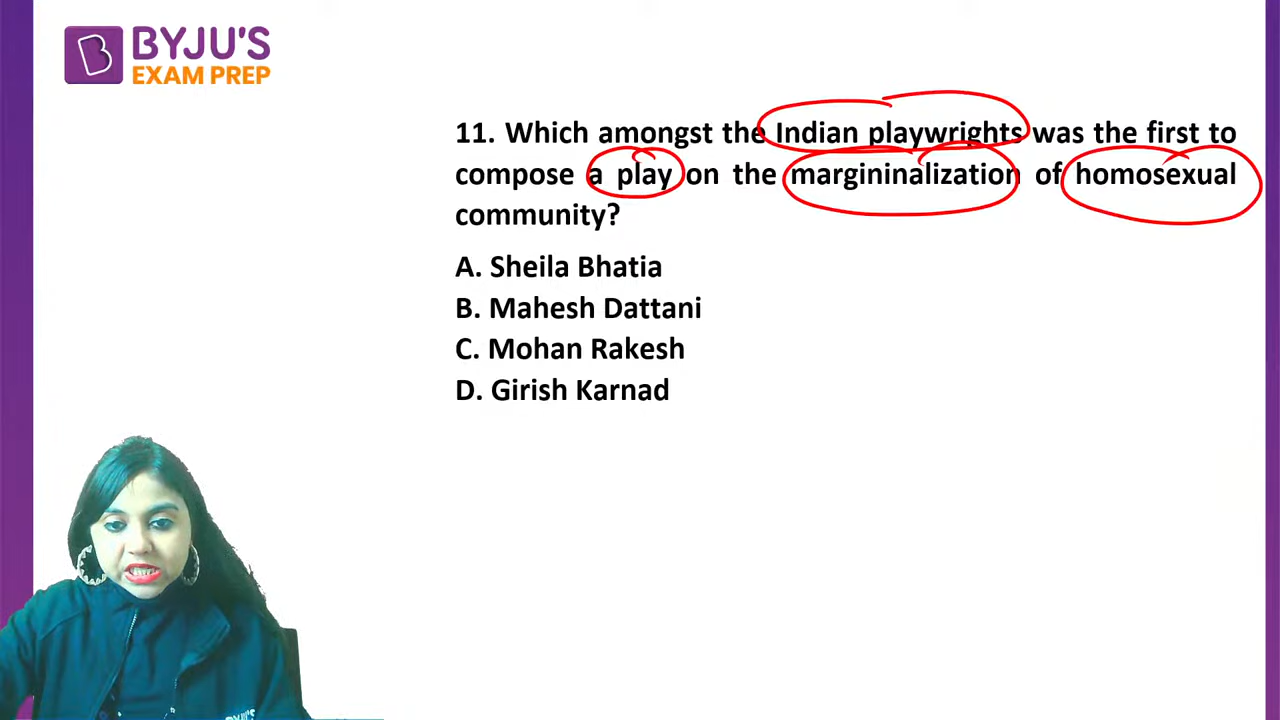 BYJU'S
EXAM PREP
11. Which amongst the Indian playwrights was the first to
compose a play on the margininalization of homosexual
community?
A. Sheila Bhatia
B. Mahesh Dattani
C. Mohan Rakesh
D. Girish Karnad